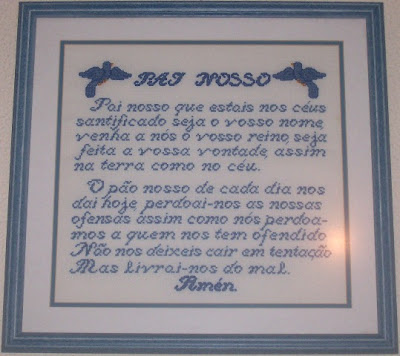 PAI NOSSO
Pai nosso que estais nos céus
santificado seja o vosso nome,
venha a nós o vosso reino, seja
feita a vossa vontade, assim
na terra como no céu.
O pão nosso de cada dia nos
dai hoje, perdoai-nos as nossas
ofensas assim como nós perdoa-
mos a quem nos tem ofendido
Não nos deixeis cair em tentação
Mas livrai-nos do mal.
Amén.